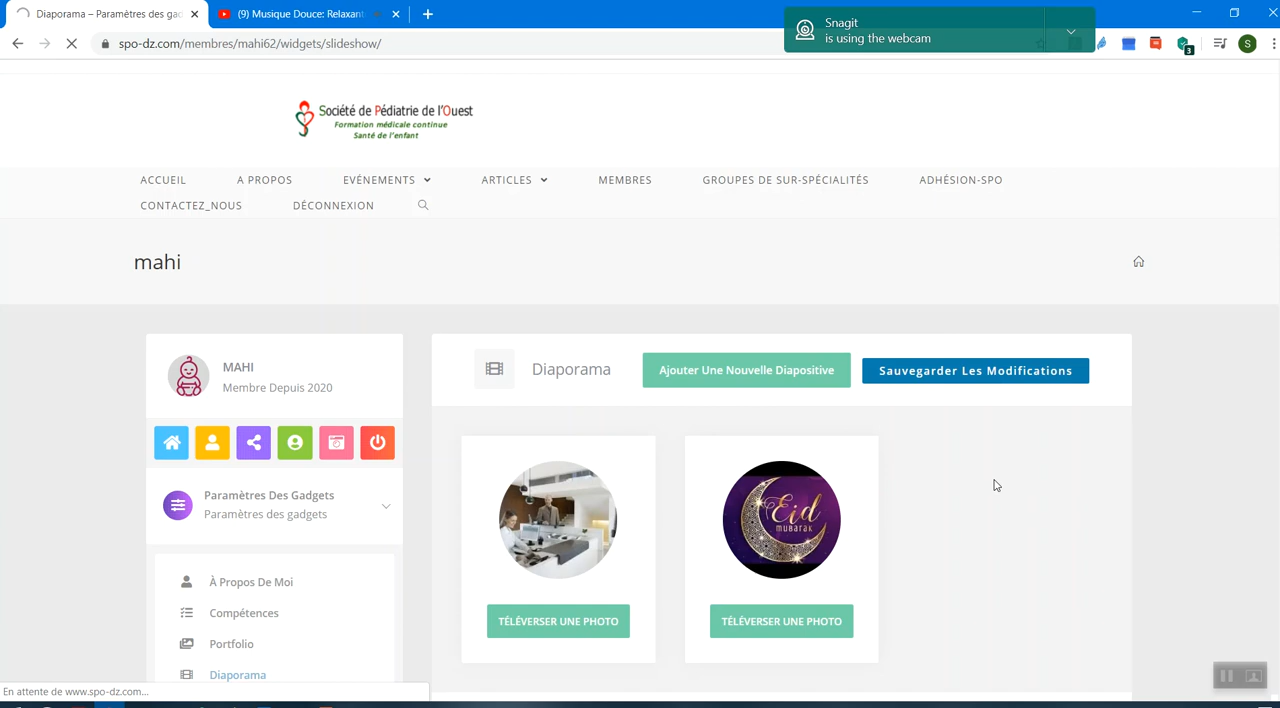 Diaporama – Paramètres des gad
(9) Musique Douce: Relaxant
Snagit
is using the webcam
spo-dz.com/membres/mahi62/widgets/slideshow/
3
S
Société de Pédiatrie de l'Ouest
Formation médicale continue
Santé de l'enfant
ACCUEIL A PROPOS EVÉNEMENTS ARTICLES MEMBRES GROUPES DE SUR-SPÉCIALITÉS ADHÉSION-SPO
CONTACTEZ_NOUS DÉCONNEXION
mahi
MAHI
Membre Depuis 2020
Diaporama Ajouter Une Nouvelle Diapositive Sauvegarder Les Modifications
Paramètres Des Gadgets
Paramètres des gadgets
Eid
MUBARAK
À Propos De Moi
Compétences
TÉLÉVERSER UNE PHOTO TÉLÉVERSER UNE PHOTO
Portfolio
Diaporama
En attente de www.spo-dz.com...